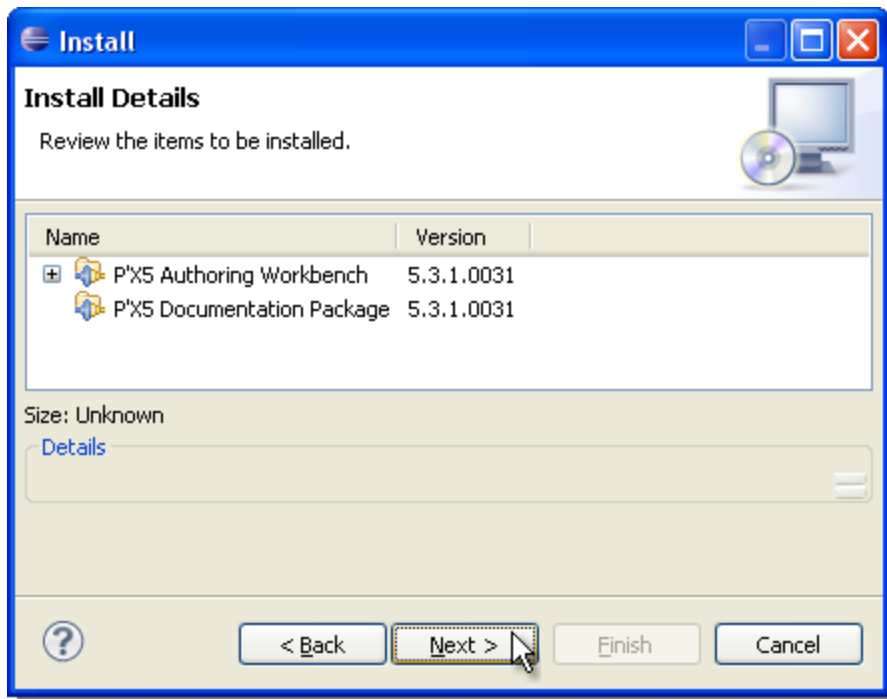 Install
Install Details
Review the items to be installed.
Name Version
P'X5 Authoring Workbench 5.3.1.0031
P'X5 Documentation Package 5.3.1.0031
Size: Unknown
Details
? < Back Next > Finish Cancel